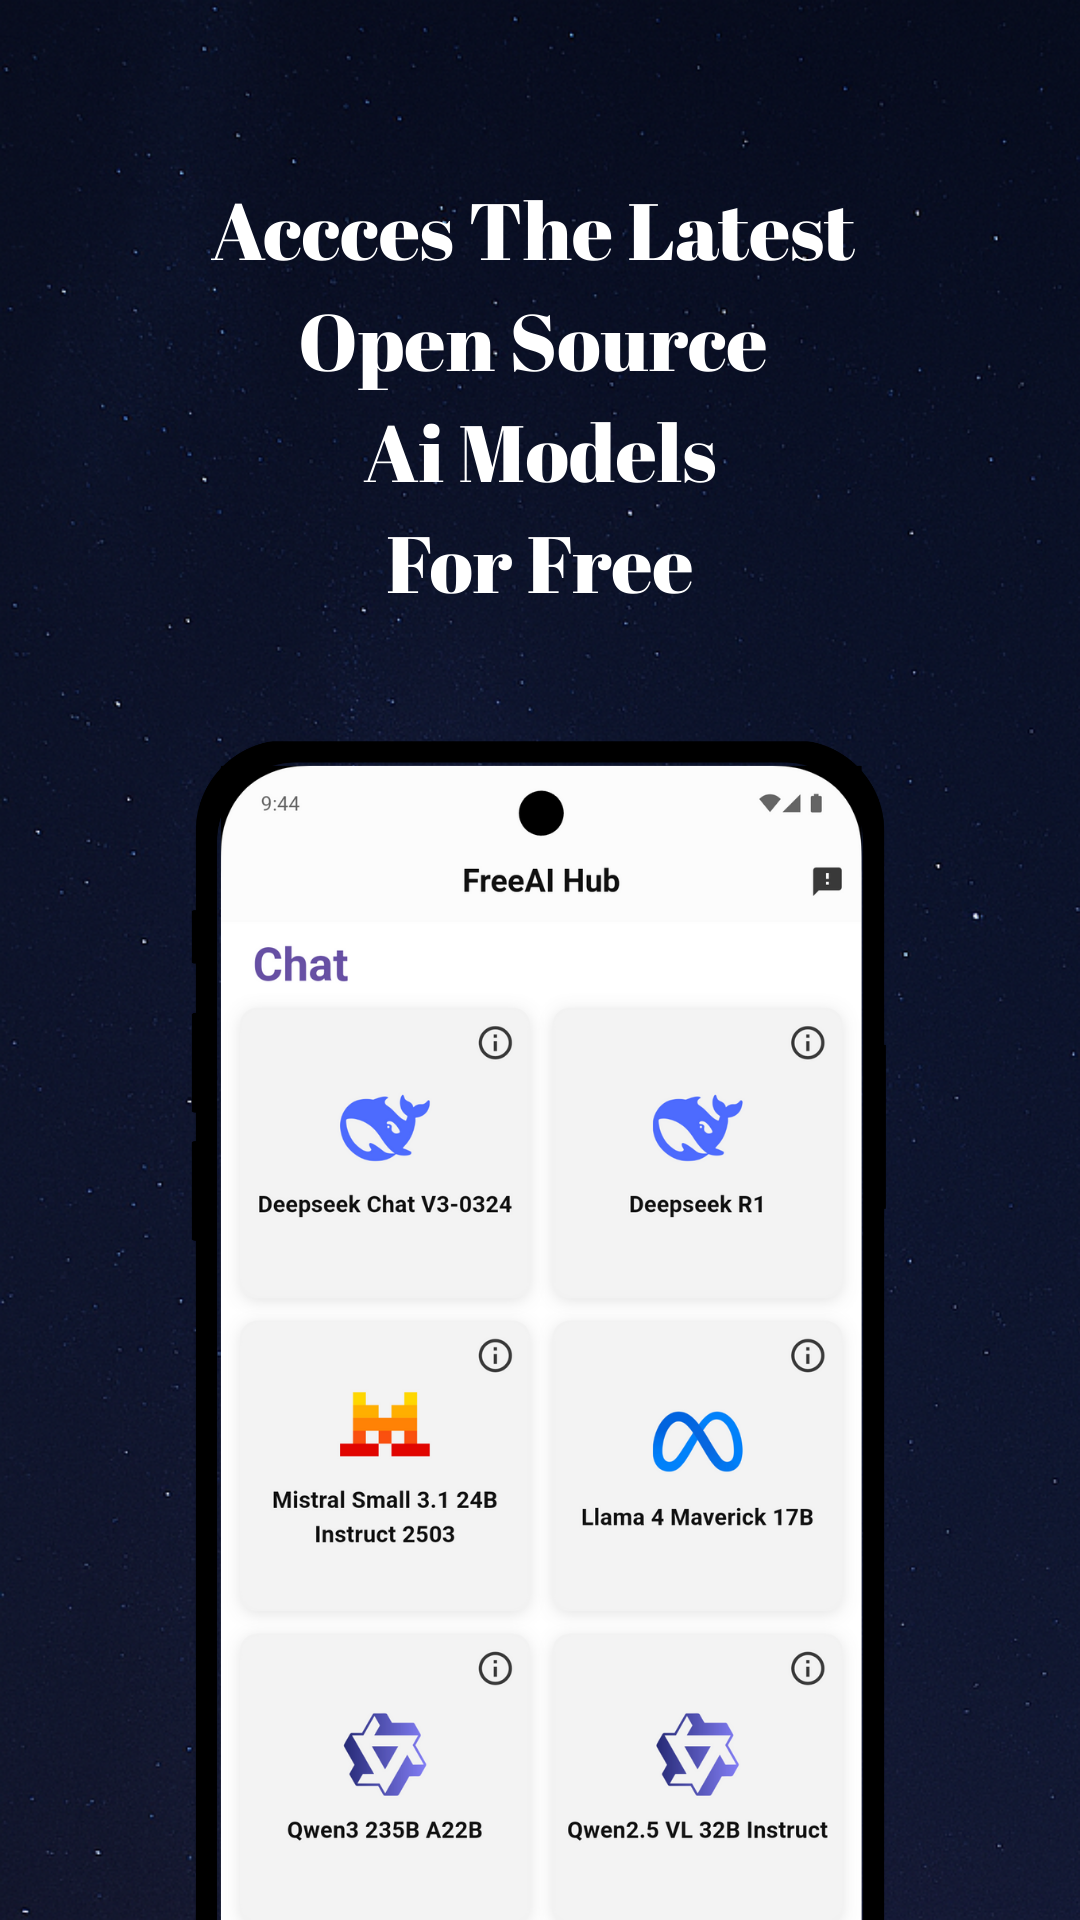 Accces The Latest
Open Source
Ai Models
For Free
9:44
FreeAI Hub
Chat
Deepseek Chat V3-0324
Deepseek R1
Mistral Small 3.1 24B
Instruct 2503
Llama 4 Maverick 17B
Qwen3 235B A22B
Qwen2.5 VL 32B Instruct